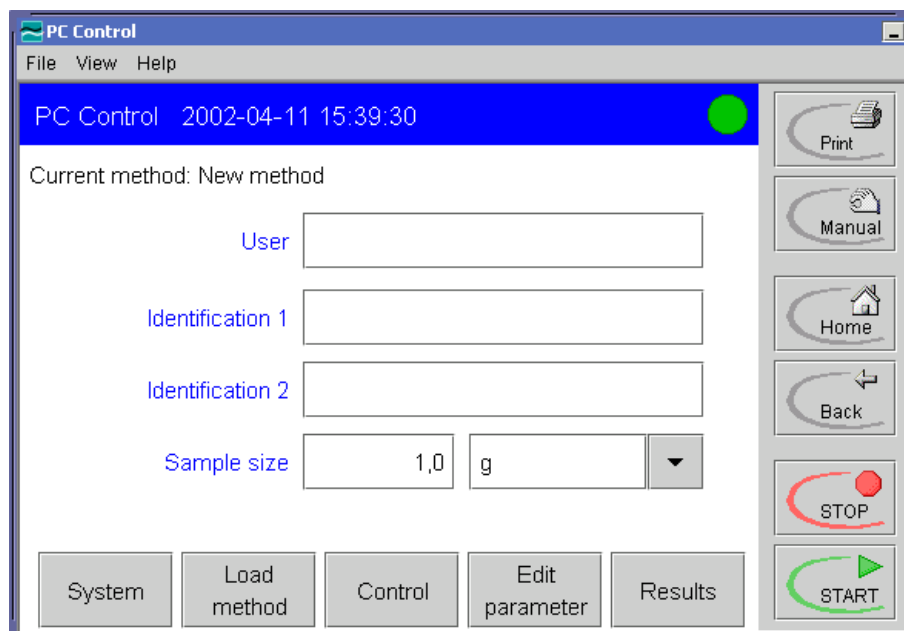 PC Control
File View Help
PC Control 2002-04-11 15:39:30
Current method: New method
User
Identification 1
Identification 2
Sample size 1,0 g
System
Load
method
Control
Edit
parameter
Results
Print
Manual
Home
Back
STOP
START